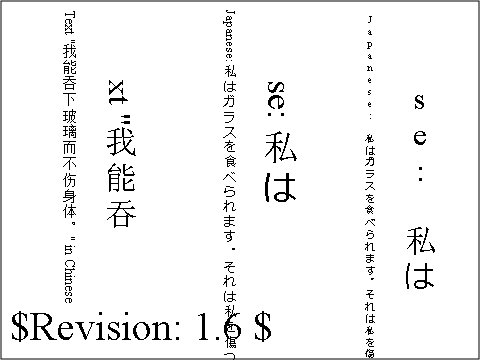 Text "我能吞下玻璃而不伤身体。" in Chinese
xt "我能吞
Japanese: 私はガラスを食べられます。それは私を傷つ
se: 私は
Japanese: 私はガラスを食べられます。それは私を傷
se: 私は
$Revision: 1.6 $